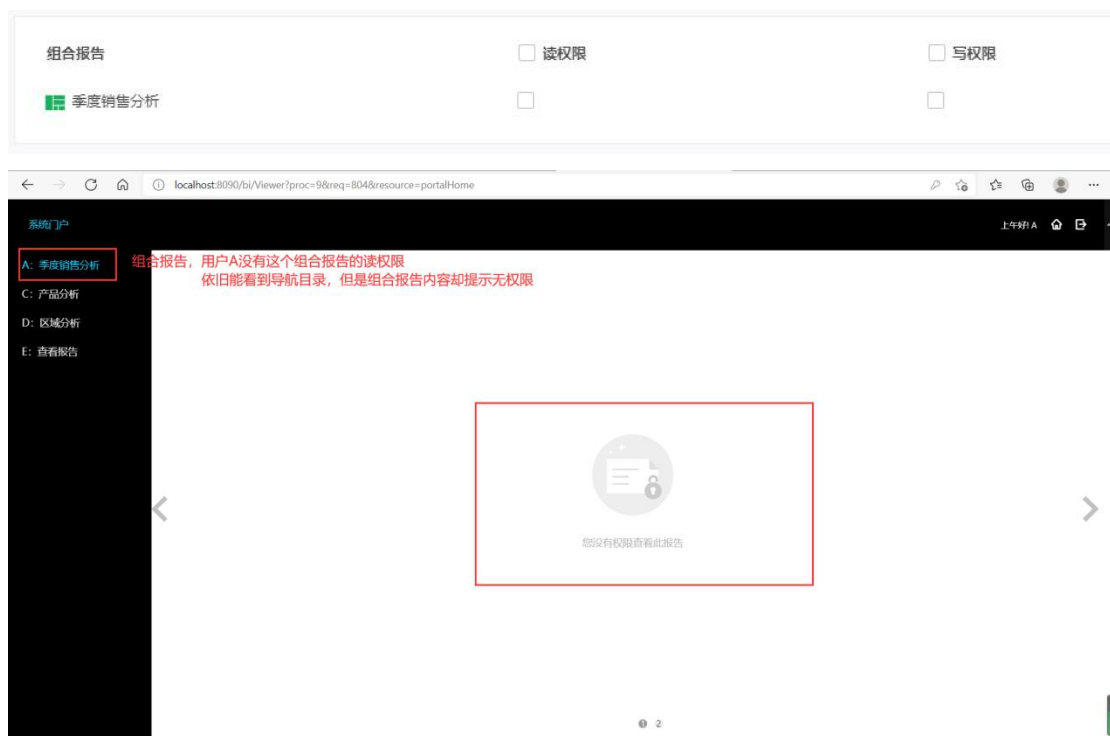 组合报告 读权限 写权限
季度销售分析
localhost:8090/bi/Viewer?proc=9&req=804&resource=portalHome
系统门户 上午好! A
A: 季度销售分析
组合报告，用户A没有这个组合报告的读权限
依旧能看到导航目录，但是组合报告内容却提示无权限
C: 产品分析
D: 区域分析
E: 查看报告
您没有权限查看此报告
1 2